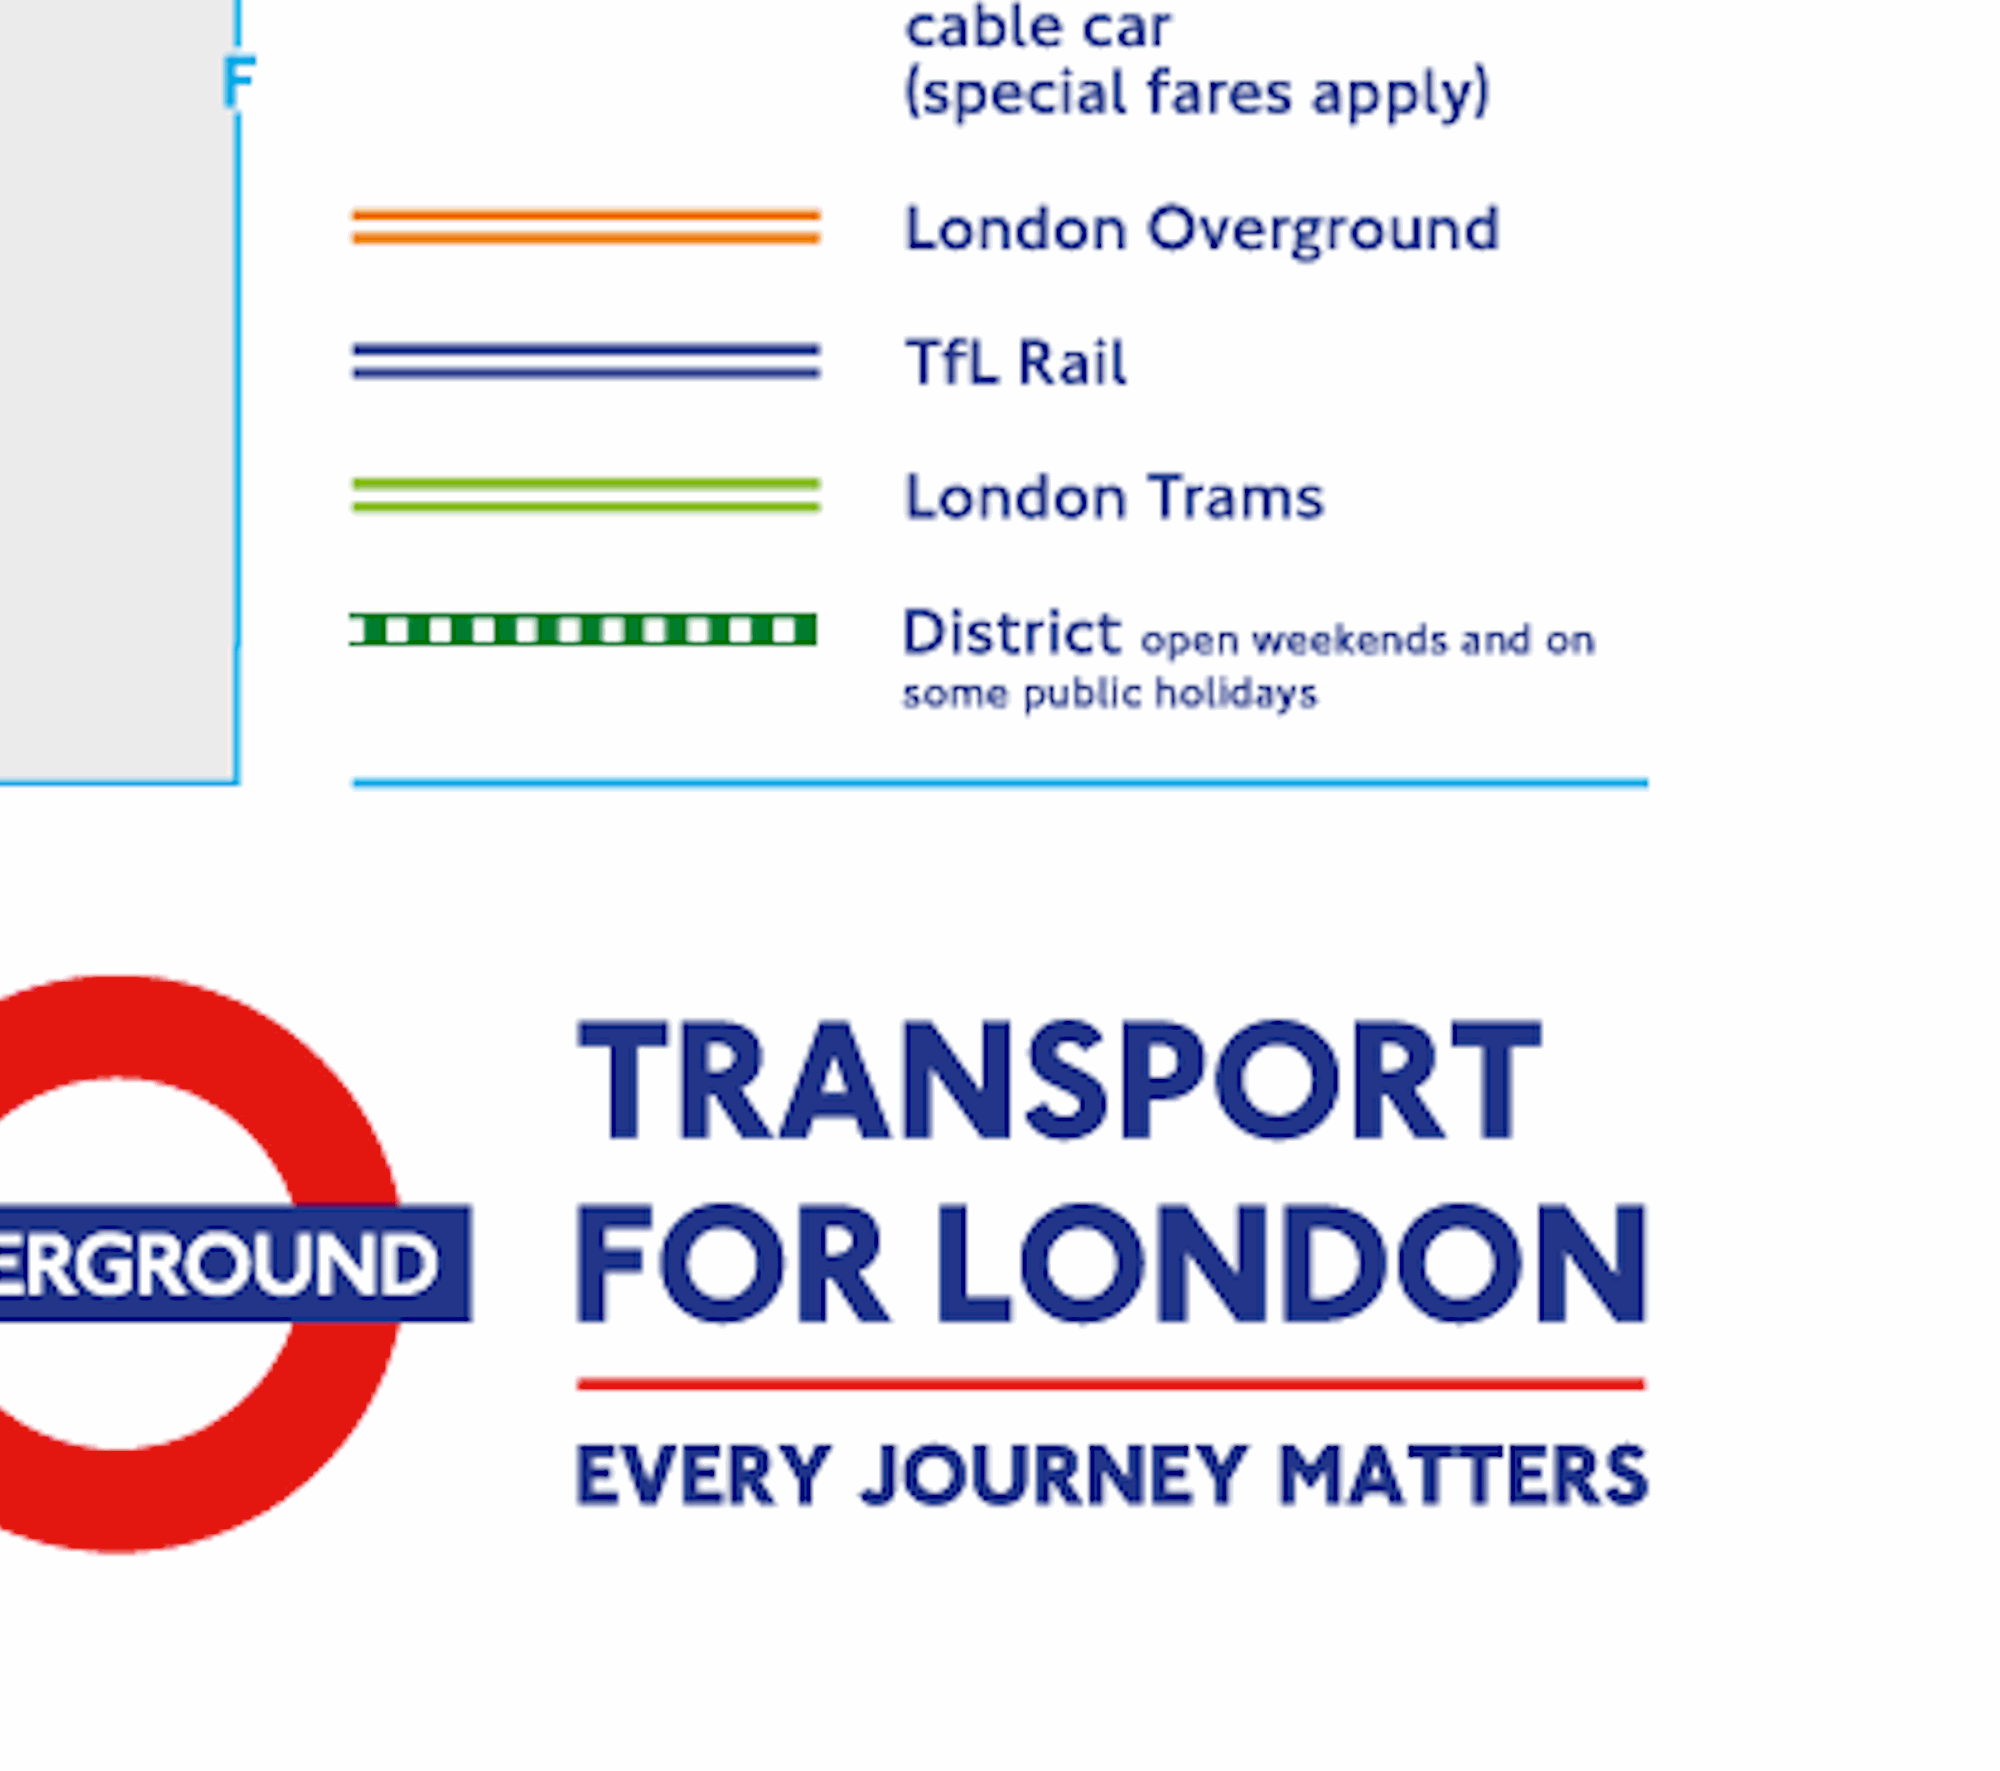 F
cable car
(special fares apply)
London Overground
TfL Rail
London Trams
District open weekends and on
some public holidays
TRANSPORT
FOR LONDON
ERGROUND
EVERY JOURNEY MATTERS